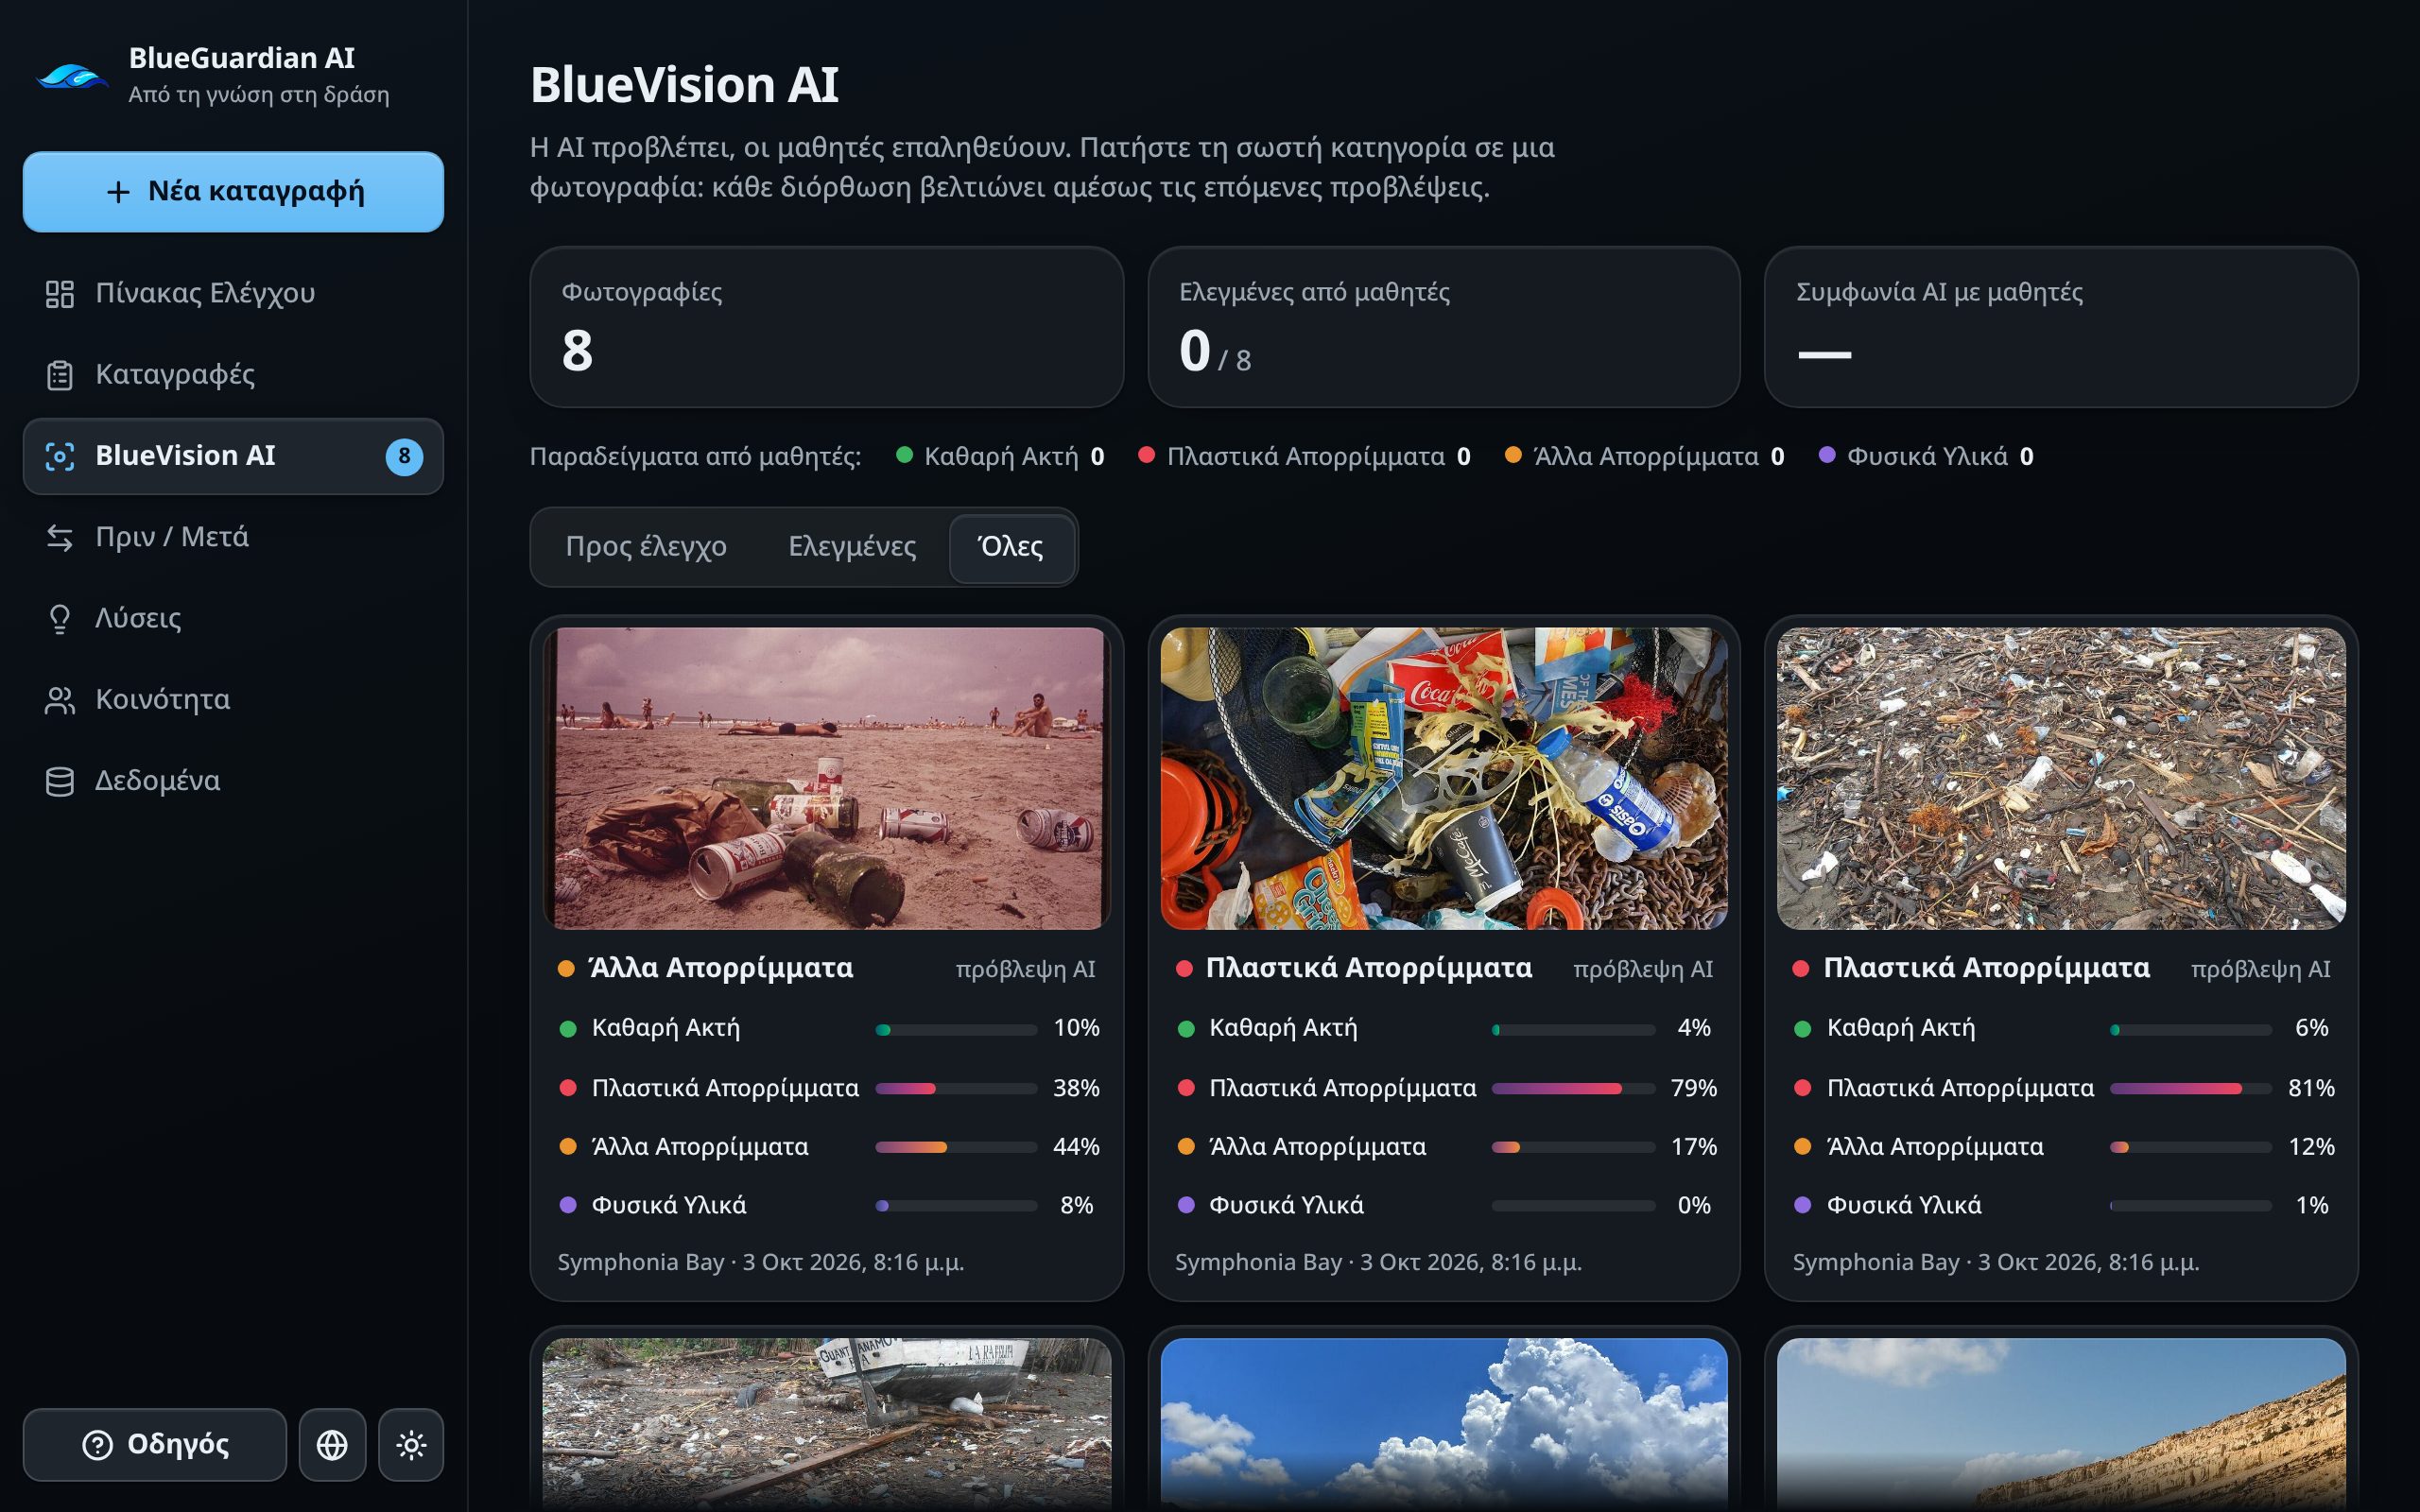 BlueGuardian AI
Από τη γνώση στη δράση
Νέα καταγραφή
Πίνακας Ελέγχου
Καταγραφές
BlueVision AI
8
Πριν / Μετά
Λύσεις
Κοινότητα
Δεδομένα
Οδηγός
BlueVision AI
Η AI προβλέπει, οι μαθητές επαληθεύουν. Πατήστε τη σωστή κατηγορία σε μια
φωτογραφία: κάθε διόρθωση βελτιώνει αμέσως τις επόμενες προβλέψεις.
Φωτογραφίες
8
Ελεγμένες από μαθητές
0 / 8
Συμφωνία AI με μαθητές
—
Παραδείγματα από μαθητές: Καθαρή Ακτή 0 Πλαστικά Απορρίμματα 0 Άλλα Απορρίμματα 0 Φυσικά Υλικά 0
Προς έλεγχο Ελεγμένες Όλες
Άλλα Απορρίμματα πρόβλεψη AI
Καθαρή Ακτή 10%
Πλαστικά Απορρίμματα 38%
Άλλα Απορρίμματα 44%
Φυσικά Υλικά 8%
Symphonia Bay · 3 Οκτ 2026, 8:16 μ.μ.
Coca
Oasis
McCafé
Πλαστικά Απορρίμματα πρόβλεψη AI
Καθαρή Ακτή 4%
Πλαστικά Απορρίμματα 79%
Άλλα Απορρίμματα 17%
Φυσικά Υλικά 0%
Symphonia Bay · 3 Οκτ 2026, 8:16 μ.μ.
Πλαστικά Απορρίμματα πρόβλεψη AI
Καθαρή Ακτή 6%
Πλαστικά Απορρίμματα 81%
Άλλα Απορρίμματα 12%
Φυσικά Υλικά 1%
Symphonia Bay · 3 Οκτ 2026, 8:16 μ.μ.